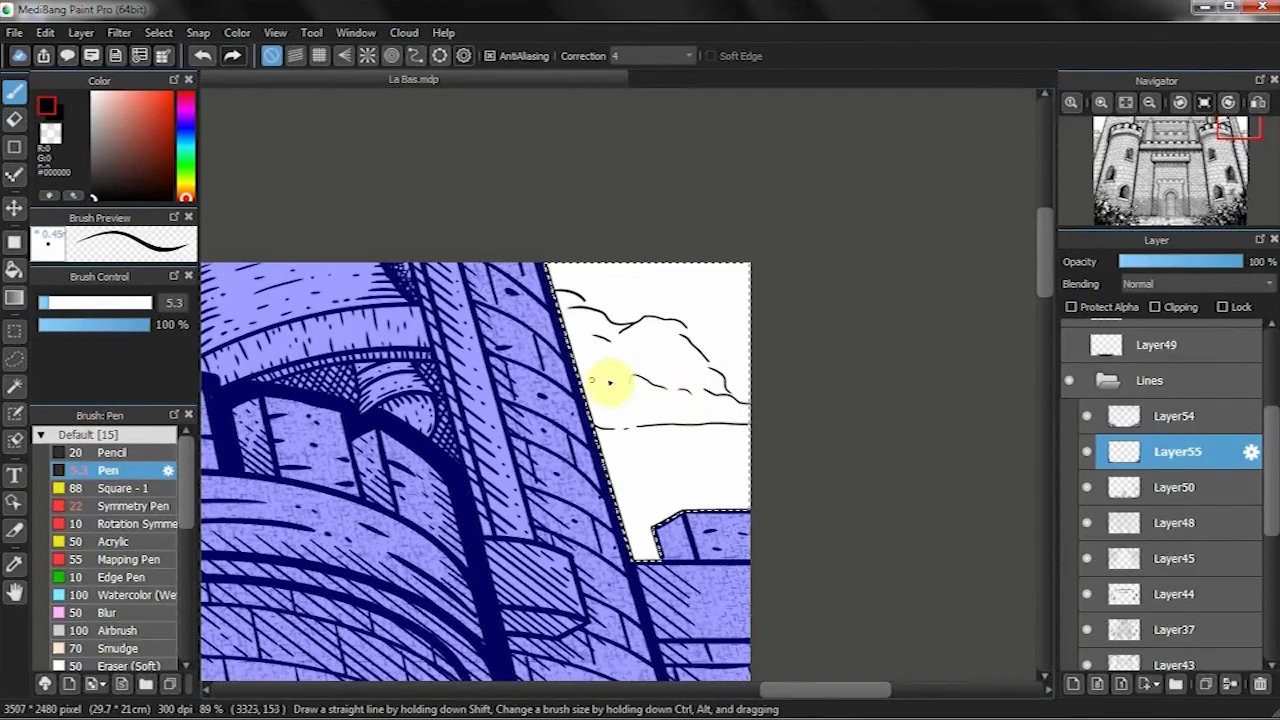 MediBang Paint Pro (64bit)
File Edit Layer Filter Select Snap Color View Tool Window Cloud Help
AntiAliasing Correction 4 Soft Edge
Color
La Bas.mdp
Navigator
R:0
G:0
#000000
Brush Preview
Brush Control
5.3
100 %
Brush: Pen
Default [15]
20 Pencil
5.3 Pen
88 Square - 1
22 Symmetry Pen
10 Rotation Symme
50 Acrylic
55 Mapping Pen
10 Edge Pen
100 Watercolor (We
50 Blur
100 Airbrush
70 Smudge
50 Eraser (Soft)
Layer
Opacity 100 %
Blending Normal
Protect Alpha Clipping Lock
Layer49
Lines
Layer54
Layer55
Layer50
Layer48
Layer45
Layer44
Layer37
Layer43
3507 * 2480 pixel (29.7 * 21cm) 300 dpi 89 % (3323, 153) Draw a straight line by holding down Shift, Change a brush size by holding down Ctrl, Alt, and dragging